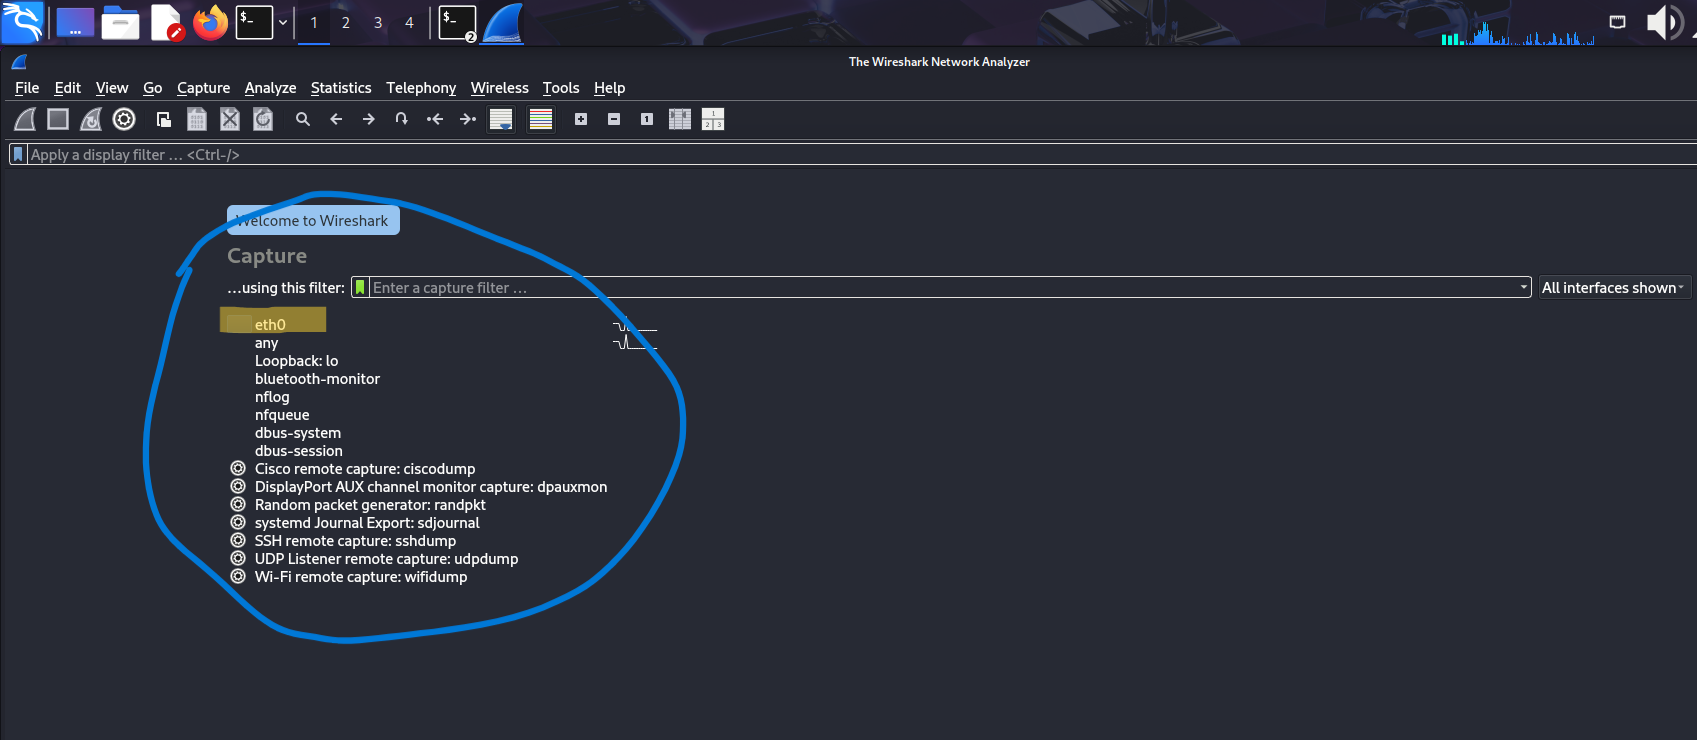 $_
1 2 3 4
$_
2
The Wireshark Network Analyzer
File Edit View Go Capture Analyze Statistics Telephony Wireless Tools Help
Apply a display filter … <Ctrl-/>
Welcome to Wireshark
Capture
…using this filter: Enter a capture filter … All interfaces shown
eth0
any
Loopback: lo
bluetooth-monitor
nflog
nfqueue
dbus-system
dbus-session
Cisco remote capture: ciscodump
DisplayPort AUX channel monitor capture: dpauxmon
Random packet generator: randpkt
systemd Journal Export: sdjournal
SSH remote capture: sshdump
UDP Listener remote capture: udpdump
Wi-Fi remote capture: wifidump